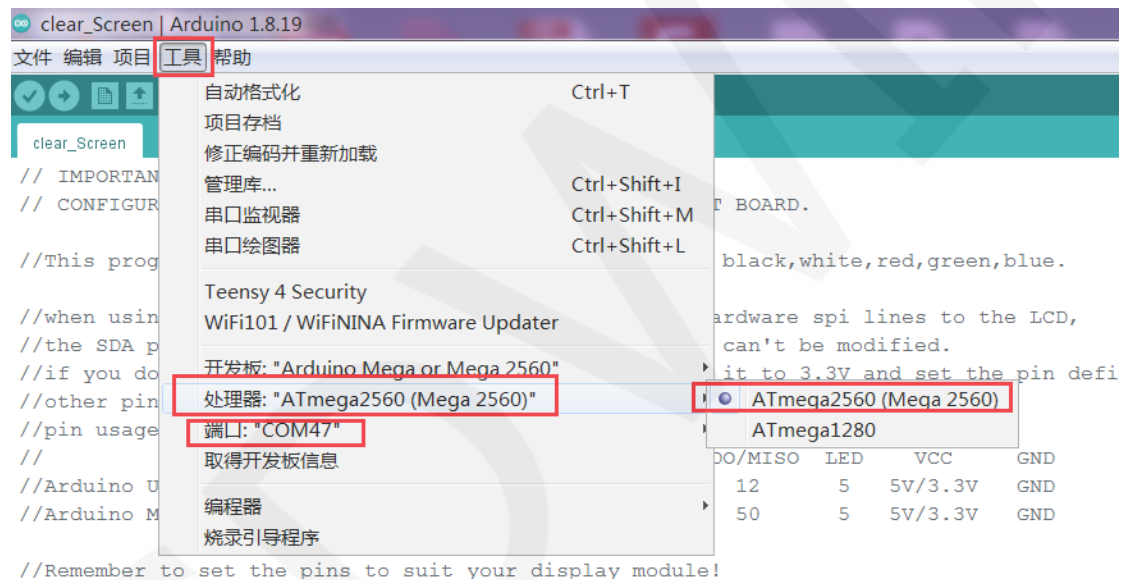 clear_Screen | Arduino 1.8.19
文件 编辑 项目 工具 帮助
自动格式化 Ctrl+T
项目存档
clear_Screen
修正编码并重新加载
// IMPORTAN
管理库... Ctrl+Shift+I
// CONFIGUR T BOARD.
串口监视器 Ctrl+Shift+M
串口绘图器 Ctrl+Shift+L
//This prog black,white,red,green,blue.
Teensy 4 Security
//when usin ardware spi lines to the LCD,
WiFi101 / WiFiNINA Firmware Updater
//the SDA p can't be modified.
开发板: "Arduino Mega or Mega 2560"
//if you do it to 3.3V and set the pin defi
处理器: "ATmega2560 (Mega 2560)" ATmega2560 (Mega 2560)
//other pin
端口: "COM47" ATmega1280
//pin usage
取得开发板信息
// DO/MISO LED VCC GND
//Arduino U 12 5 5V/3.3V GND
编程器
//Arduino M 50 5 5V/3.3V GND
烧录引导程序
//Remember to set the pins to suit your display module!